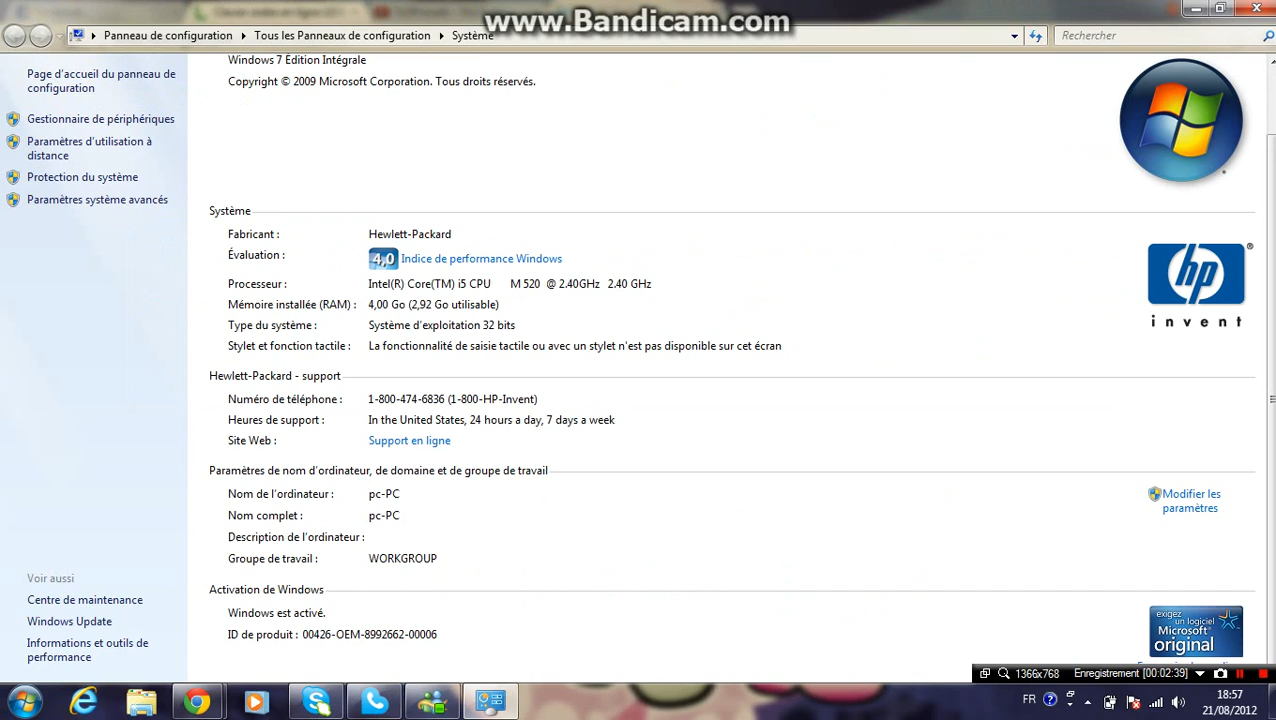 www.Bandicam.com
Panneau de configuration
Tous les Panneaux de configuration
Système
Rechercher
Page d'accueil du panneau de
configuration
Gestionnaire de périphériques
Paramètres d'utilisation à
distance
Protection du système
Paramètres système avancés
Windows 7 Edition Intégrale
Copyright © 2009 Microsoft Corporation. Tous droits réservés.
Système
Fabricant : Hewlett-Packard
Évaluation : 4,0 Indice de performance Windows
Processeur : Intel(R) Core(TM) i5 CPU M 520 @ 2.40GHz 2.40 GHz
Mémoire installée (RAM) : 4,00 Go (2,92 Go utilisable)
Type du système : Système d'exploitation 32 bits
Stylet et fonction tactile : La fonctionnalité de saisie tactile ou avec un stylet n'est pas disponible sur cet écran
hp ®
invent
Hewlett-Packard - support
Numéro de téléphone : 1-800-474-6836 (1-800-HP-Invent)
Heures de support : In the United States, 24 hours a day, 7 days a week
Site Web : Support en ligne
Paramètres de nom d'ordinateur, de domaine et de groupe de travail
Nom de l'ordinateur : pc-PC
Nom complet : pc-PC
Description de l'ordinateur :
Groupe de travail : WORKGROUP
Modifier les
paramètres
Activation de Windows
Windows est activé.
ID de produit : 00426-OEM-8992662-00006
exigez
un logiciel
Microsoft
original
Voir aussi
Centre de maintenance
Windows Update
Informations et outils de
performance
1366x768 Enregistrement [00:02:39]
FR
18:57
21/08/2012